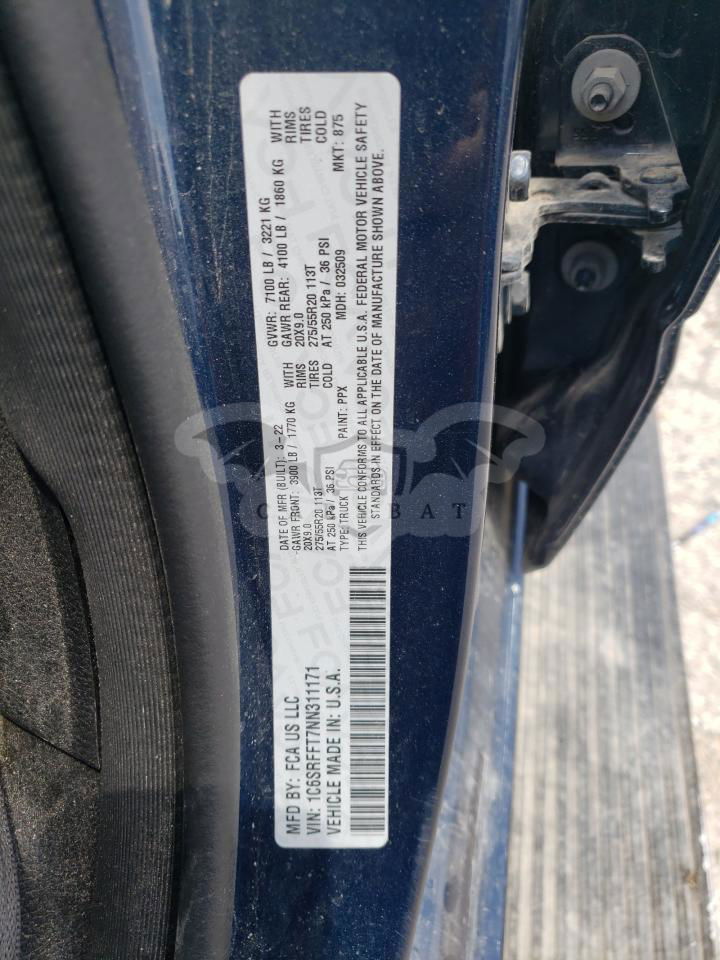 MFD BY: FCA US LLC
DATE OF MFR (BUILT): 3-22
GVWR: 7100 LB / 3221 KG
GAWR FRONT: 3900 LB / 1770 KG WITH
GAWR REAR: 4100 LB / 1860 KG WITH
20X9.0 RIMS
20X9.0 RIMS
275/55R20 113T TIRES
275/55R20 113T TIRES
AT 250 kPa / 36 PSI COLD
AT 250 kPa / 36 PSI COLD
VIN: 1C6SRFFT7NN311171
TYPE: TRUCK
PAINT: PPX
MDH: 032509
MKT: 875
VEHICLE MADE IN: U.S.A.
THIS VEHICLE CONFORMS TO ALL APPLICABLE U.S.A. FEDERAL MOTOR VEHICLE SAFETY
STANDARDS IN EFFECT ON THE DATE OF MANUFACTURE SHOWN ABOVE.